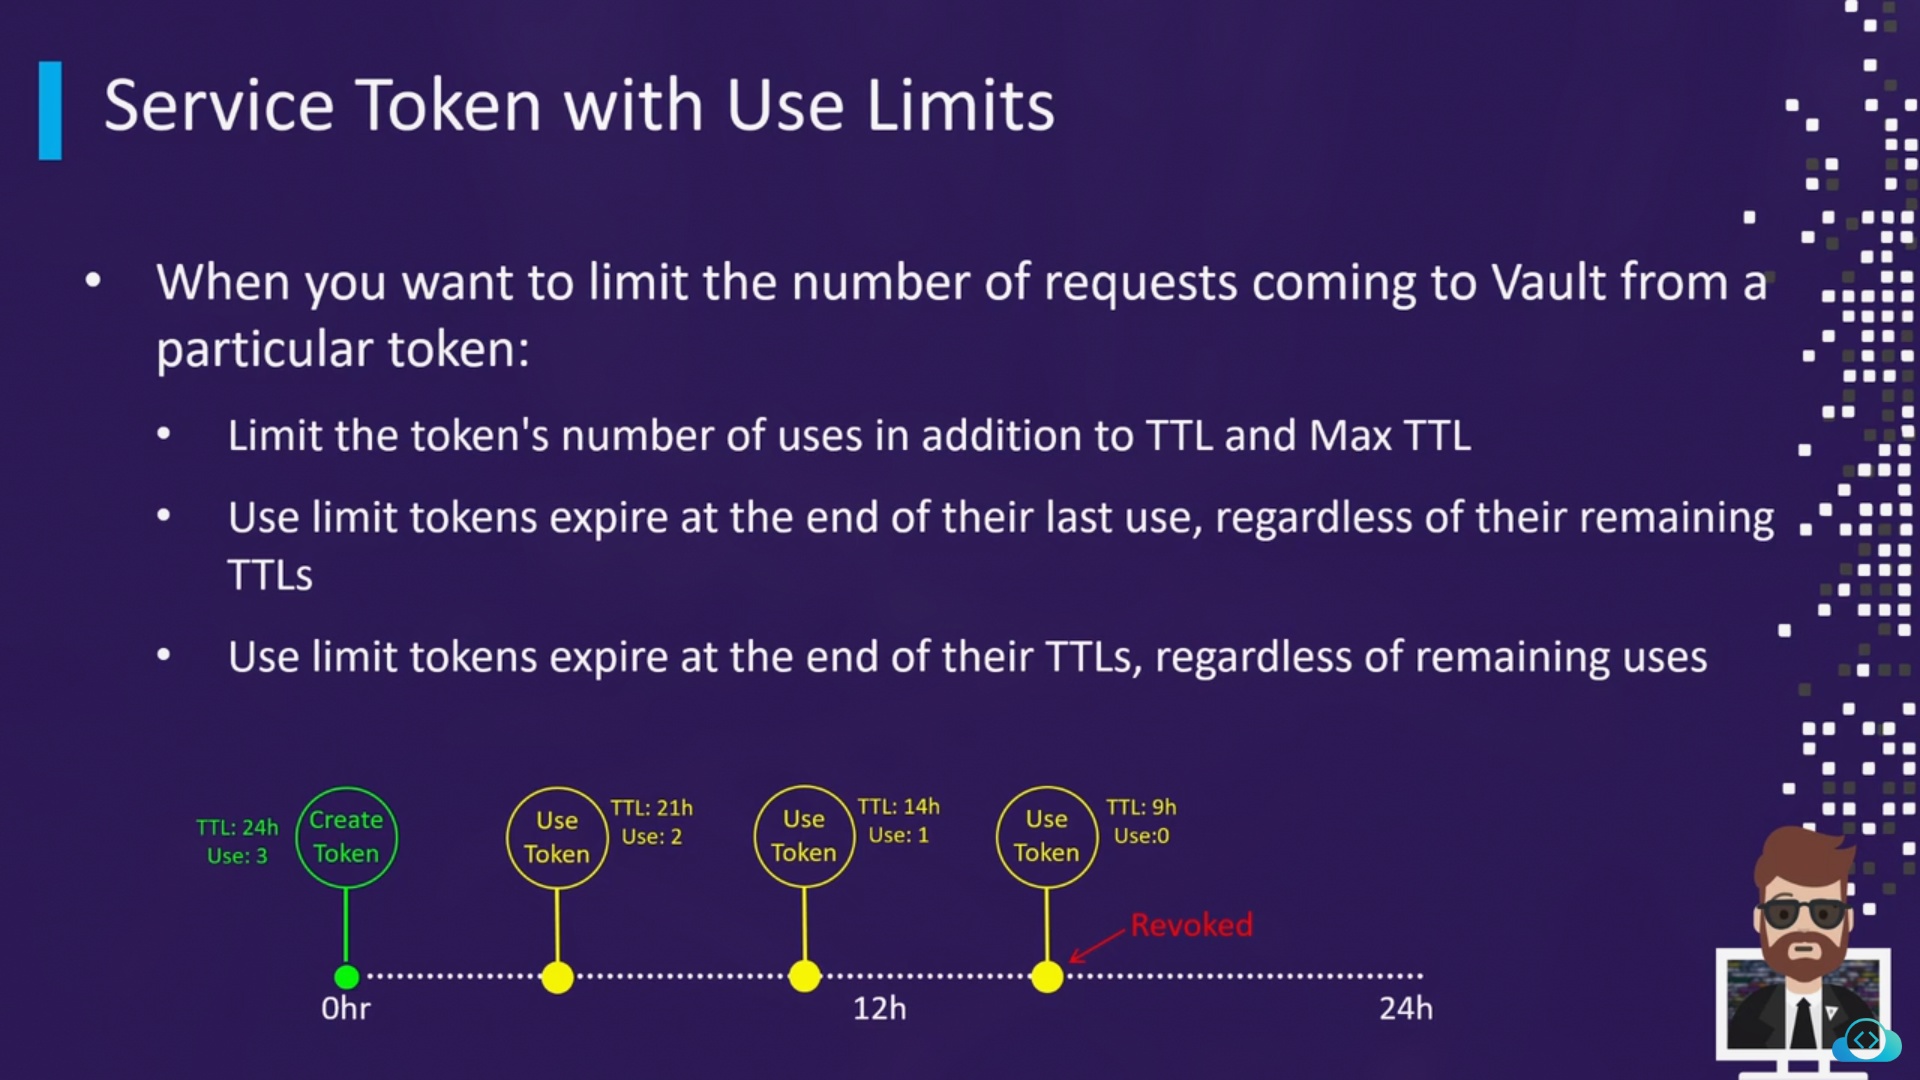 Service Token with Use Limits
• When you want to limit the number of requests coming to Vault from a
particular token:
• Limit the token's number of uses in addition to TTL and Max TTL
• Use limit tokens expire at the end of their last use, regardless of their remaining
TTLs
• Use limit tokens expire at the end of their TTLs, regardless of remaining uses
TTL: 24h
Use: 3
Create
Token
Use
Token
TTL: 21h
Use: 2
Use
Token
TTL: 14h
Use: 1
Use
Token
TTL: 9h
Use:0
Revoked
0hr
12h
24h